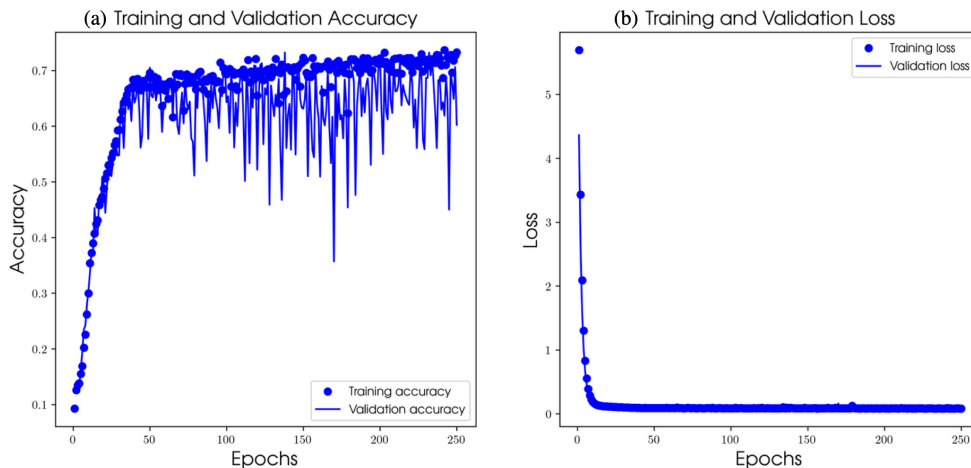 (a) Training and Validation Accuracy
0.7
0.6
0.5
0.4
0.3
0.2
0.1
Accuracy
0
50
100
150
200
250
Epochs
Training accuracy
Validation accuracy
(b) Training and Validation Loss
5
4
3
2
1
0
Loss
0
50
100
150
200
250
Epochs
Training loss
Validation loss